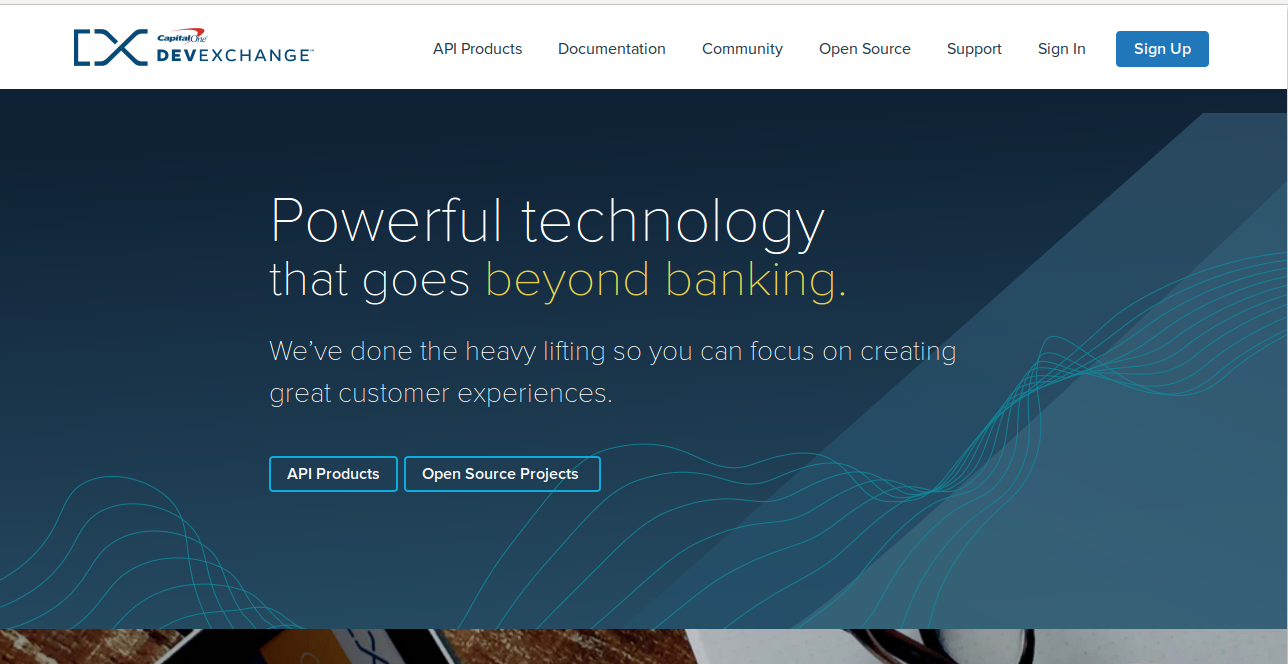 Capital One
DEVEXCHANGE™
API Products
Documentation
Community
Open Source
Support
Sign In
Sign Up
Powerful technology
that goes beyond banking.
We’ve done the heavy lifting so you can focus on creating
great customer experiences.
API Products
Open Source Projects